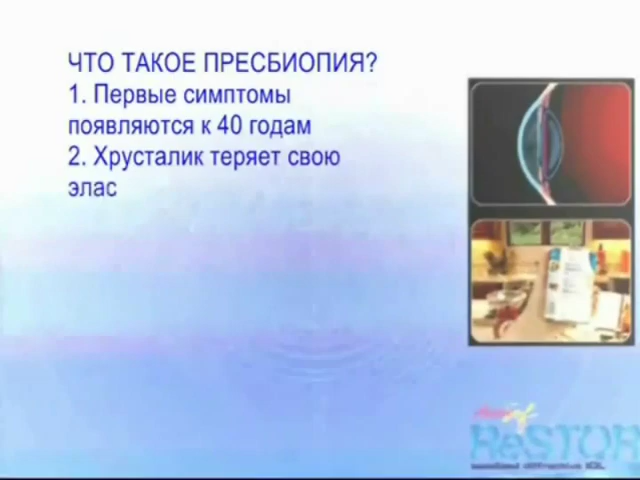 ЧТО ТАКОЕ ПРЕСБИОПИЯ?
1. Первые симптомы
появляются к 40 годам
2. Хрусталик теряет свою
элас
ReSTOR